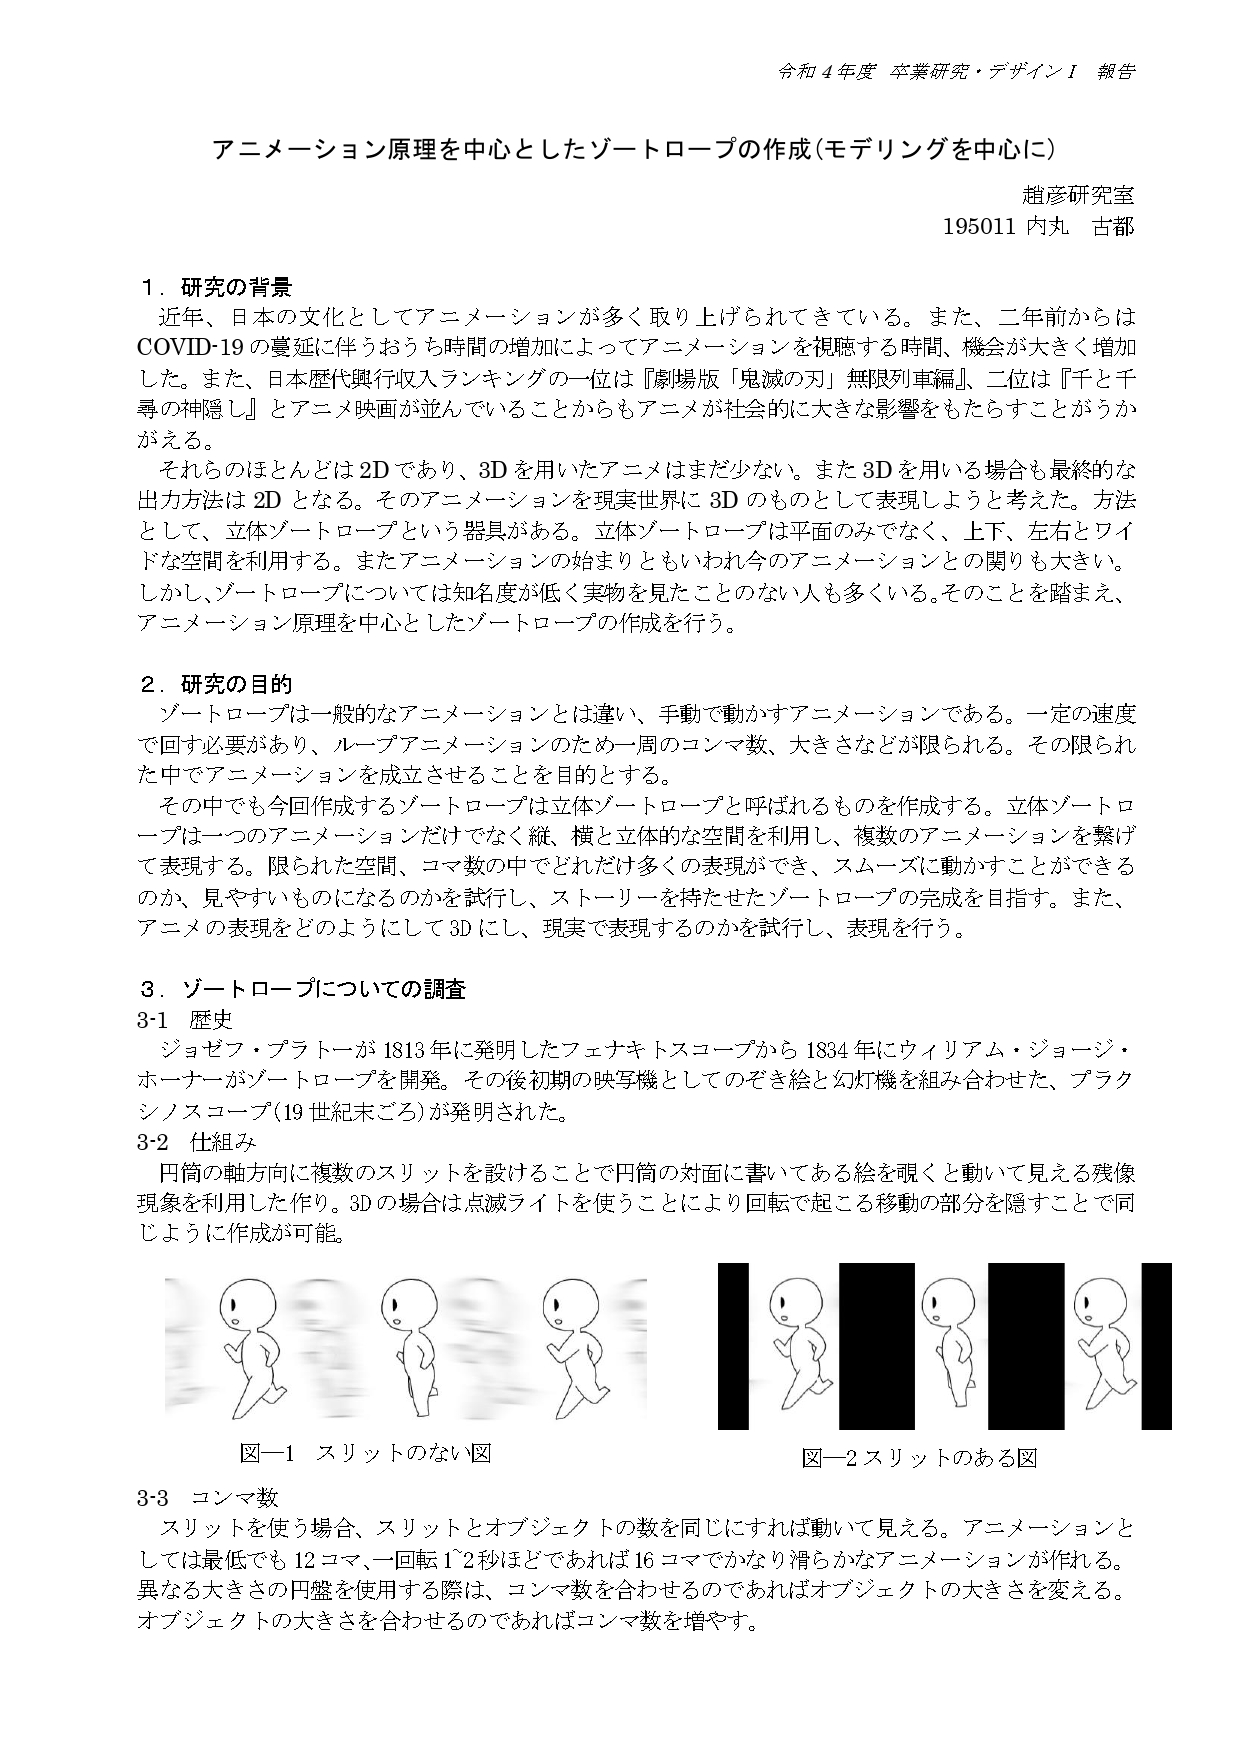 令和4年度 卒業研究・デザインⅠ 報告
アニメーション原理を中心としたゾートロープの作成(モデリングを中心に)
趙彦研究室
195011 内丸 古都
1．研究の背景
近年、日本の文化としてアニメーションが多く取り上げられてきている。また、二年前からは
COVID-19の蔓延に伴うおうち時間の増加によってアニメーションを視聴する時間、機会が大きく増加
した。また、日本歴代興行収入ランキングの一位は『劇場版「鬼滅の刃」無限列車編』、二位は『千と千
尋の神隠し』とアニメ映画が並んでいることからもアニメが社会的に大きな影響をもたらすことがうか
がえる。
それらのほとんどは2Dであり、3Dを用いたアニメはまだ少ない。また3Dを用いる場合も最終的な
出力方法は2Dとなる。そのアニメーションを現実世界に3Dのものとして表現しようと考えた。方法
として、立体ゾートロープという器具がある。立体ゾートロープは平面のみでなく、上下、左右とワイ
ドな空間を利用する。またアニメーションの始まりともいわれ今のアニメーションとの関りも大きい。
しかし、ゾートロープについては知名度が低く実物を見たことのない人も多くいる。そのことを踏まえ、
アニメーション原理を中心としたゾートロープの作成を行う。
2．研究の目的
ゾートロープは一般的なアニメーションとは違い、手動で動かすアニメーションである。一定の速度
で回す必要があり、ループアニメーションのため一周のコンマ数、大きさなどが限られる。その限られ
た中でアニメーションを成立させることを目的とする。
その中でも今回作成するゾートロープは立体ゾートロープと呼ばれるものを作成する。立体ゾートロ
ープは一つのアニメーションだけでなく縦、横と立体的な空間を利用し、複数のアニメーションを繋げ
て表現する。限られた空間、コマ数の中でどれだけ多くの表現ができ、スムーズに動かすことができる
のか、見やすいものになるのかを試行し、ストーリーを持たせたゾートロープの完成を目指す。また、
アニメの表現をどのようにして3Dにし、現実で表現するのかを試行し、表現を行う。
3．ゾートロープについての調査
3-1 歴史
ジョゼフ・プラトーが1813年に発明したフェナキトスコープから1834年にウィリアム・ジョージ・
ホーナーがゾートロープを開発。その後初期の映写機としてのぞき絵と幻灯機を組み合わせた、プラク
シノスコープ(19世紀末ごろ)が発明された。
3-2 仕組み
円筒の軸方向に複数のスリットを設けることで円筒の対面に書いてある絵を覗くと動いて見える残像
現象を利用した作り。3Dの場合は点滅ライトを使うことにより回転で起こる移動の部分を隠すことで同
じように作成が可能。
図―1 スリットのない図
図―2スリットのある図
3-3 コンマ数
スリットを使う場合、スリットとオブジェクトの数を同じにすれば動いて見える。アニメーションと
しては最低でも12コマ、一回転1~2秒ほどであれば16コマでかなり滑らかなアニメーションが作れる。
異なる大きさの円盤を使用する際は、コンマ数を合わせるのであればオブジェクトの大きさを変える。
オブジェクトの大きさを合わせるのであればコンマ数を増やす。